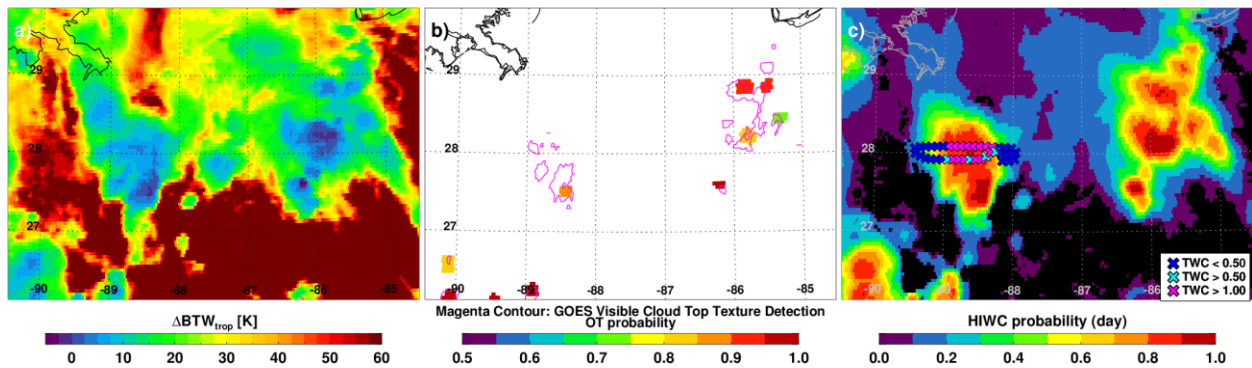 a)
29
28
27
-90
-89
-88
-87
-86
-85
ΔBTWtrop [K]
0 10 20 30 40 50 60
b)
29
28
27
-90
-89
-88
-87
-86
-85
Magenta Contour: GOES Visible Cloud Top Texture Detection
OT probability
0.5 0.6 0.7 0.8 0.9 1.0
c)
29
28
27
-90
-89
-88
-87
-86
TWC < 0.50
TWC > 0.50
TWC > 1.00
HIWC probability (day)
0.0 0.2 0.4 0.6 0.8 1.0